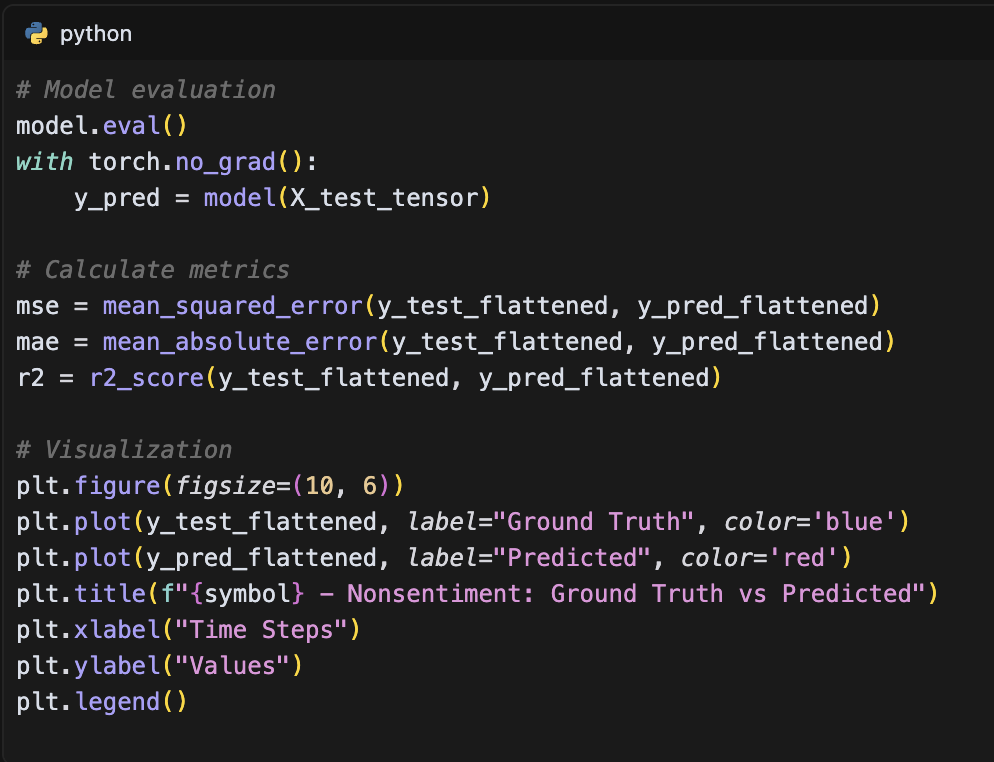 python
# Model evaluation
model.eval()
with torch.no_grad():
    y_pred = model(X_test_tensor)

# Calculate metrics
mse = mean_squared_error(y_test_flattened, y_pred_flattened)
mae = mean_absolute_error(y_test_flattened, y_pred_flattened)
r2 = r2_score(y_test_flattened, y_pred_flattened)

# Visualization
plt.figure(figsize=(10, 6))
plt.plot(y_test_flattened, label="Ground Truth", color='blue')
plt.plot(y_pred_flattened, label="Predicted", color='red')
plt.title(f"{symbol} - Nonsentiment: Ground Truth vs Predicted")
plt.xlabel("Time Steps")
plt.ylabel("Values")
plt.legend()